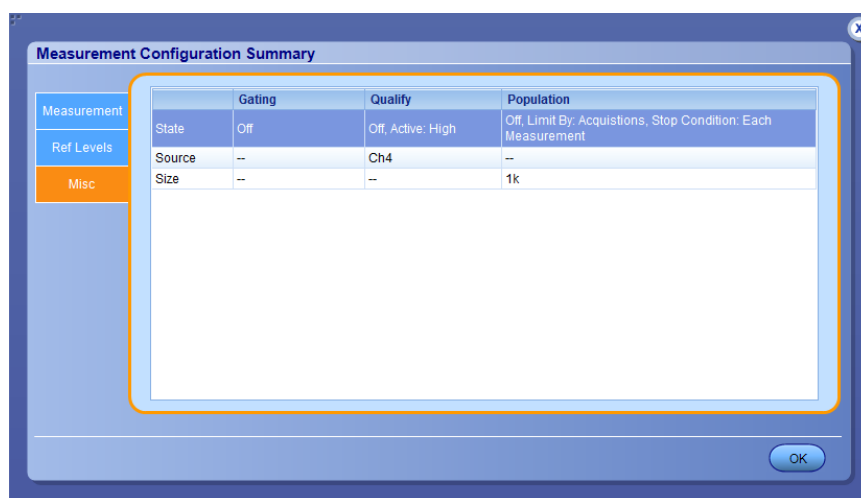 X
Measurement Configuration Summary
Measurement
Ref Levels
Misc
Gating Qualify Population
State Off Off, Active: High Off, Limit By: Acquistions, Stop Condition: Each
Measurement
Source -- Ch4 --
Size -- -- 1k
OK